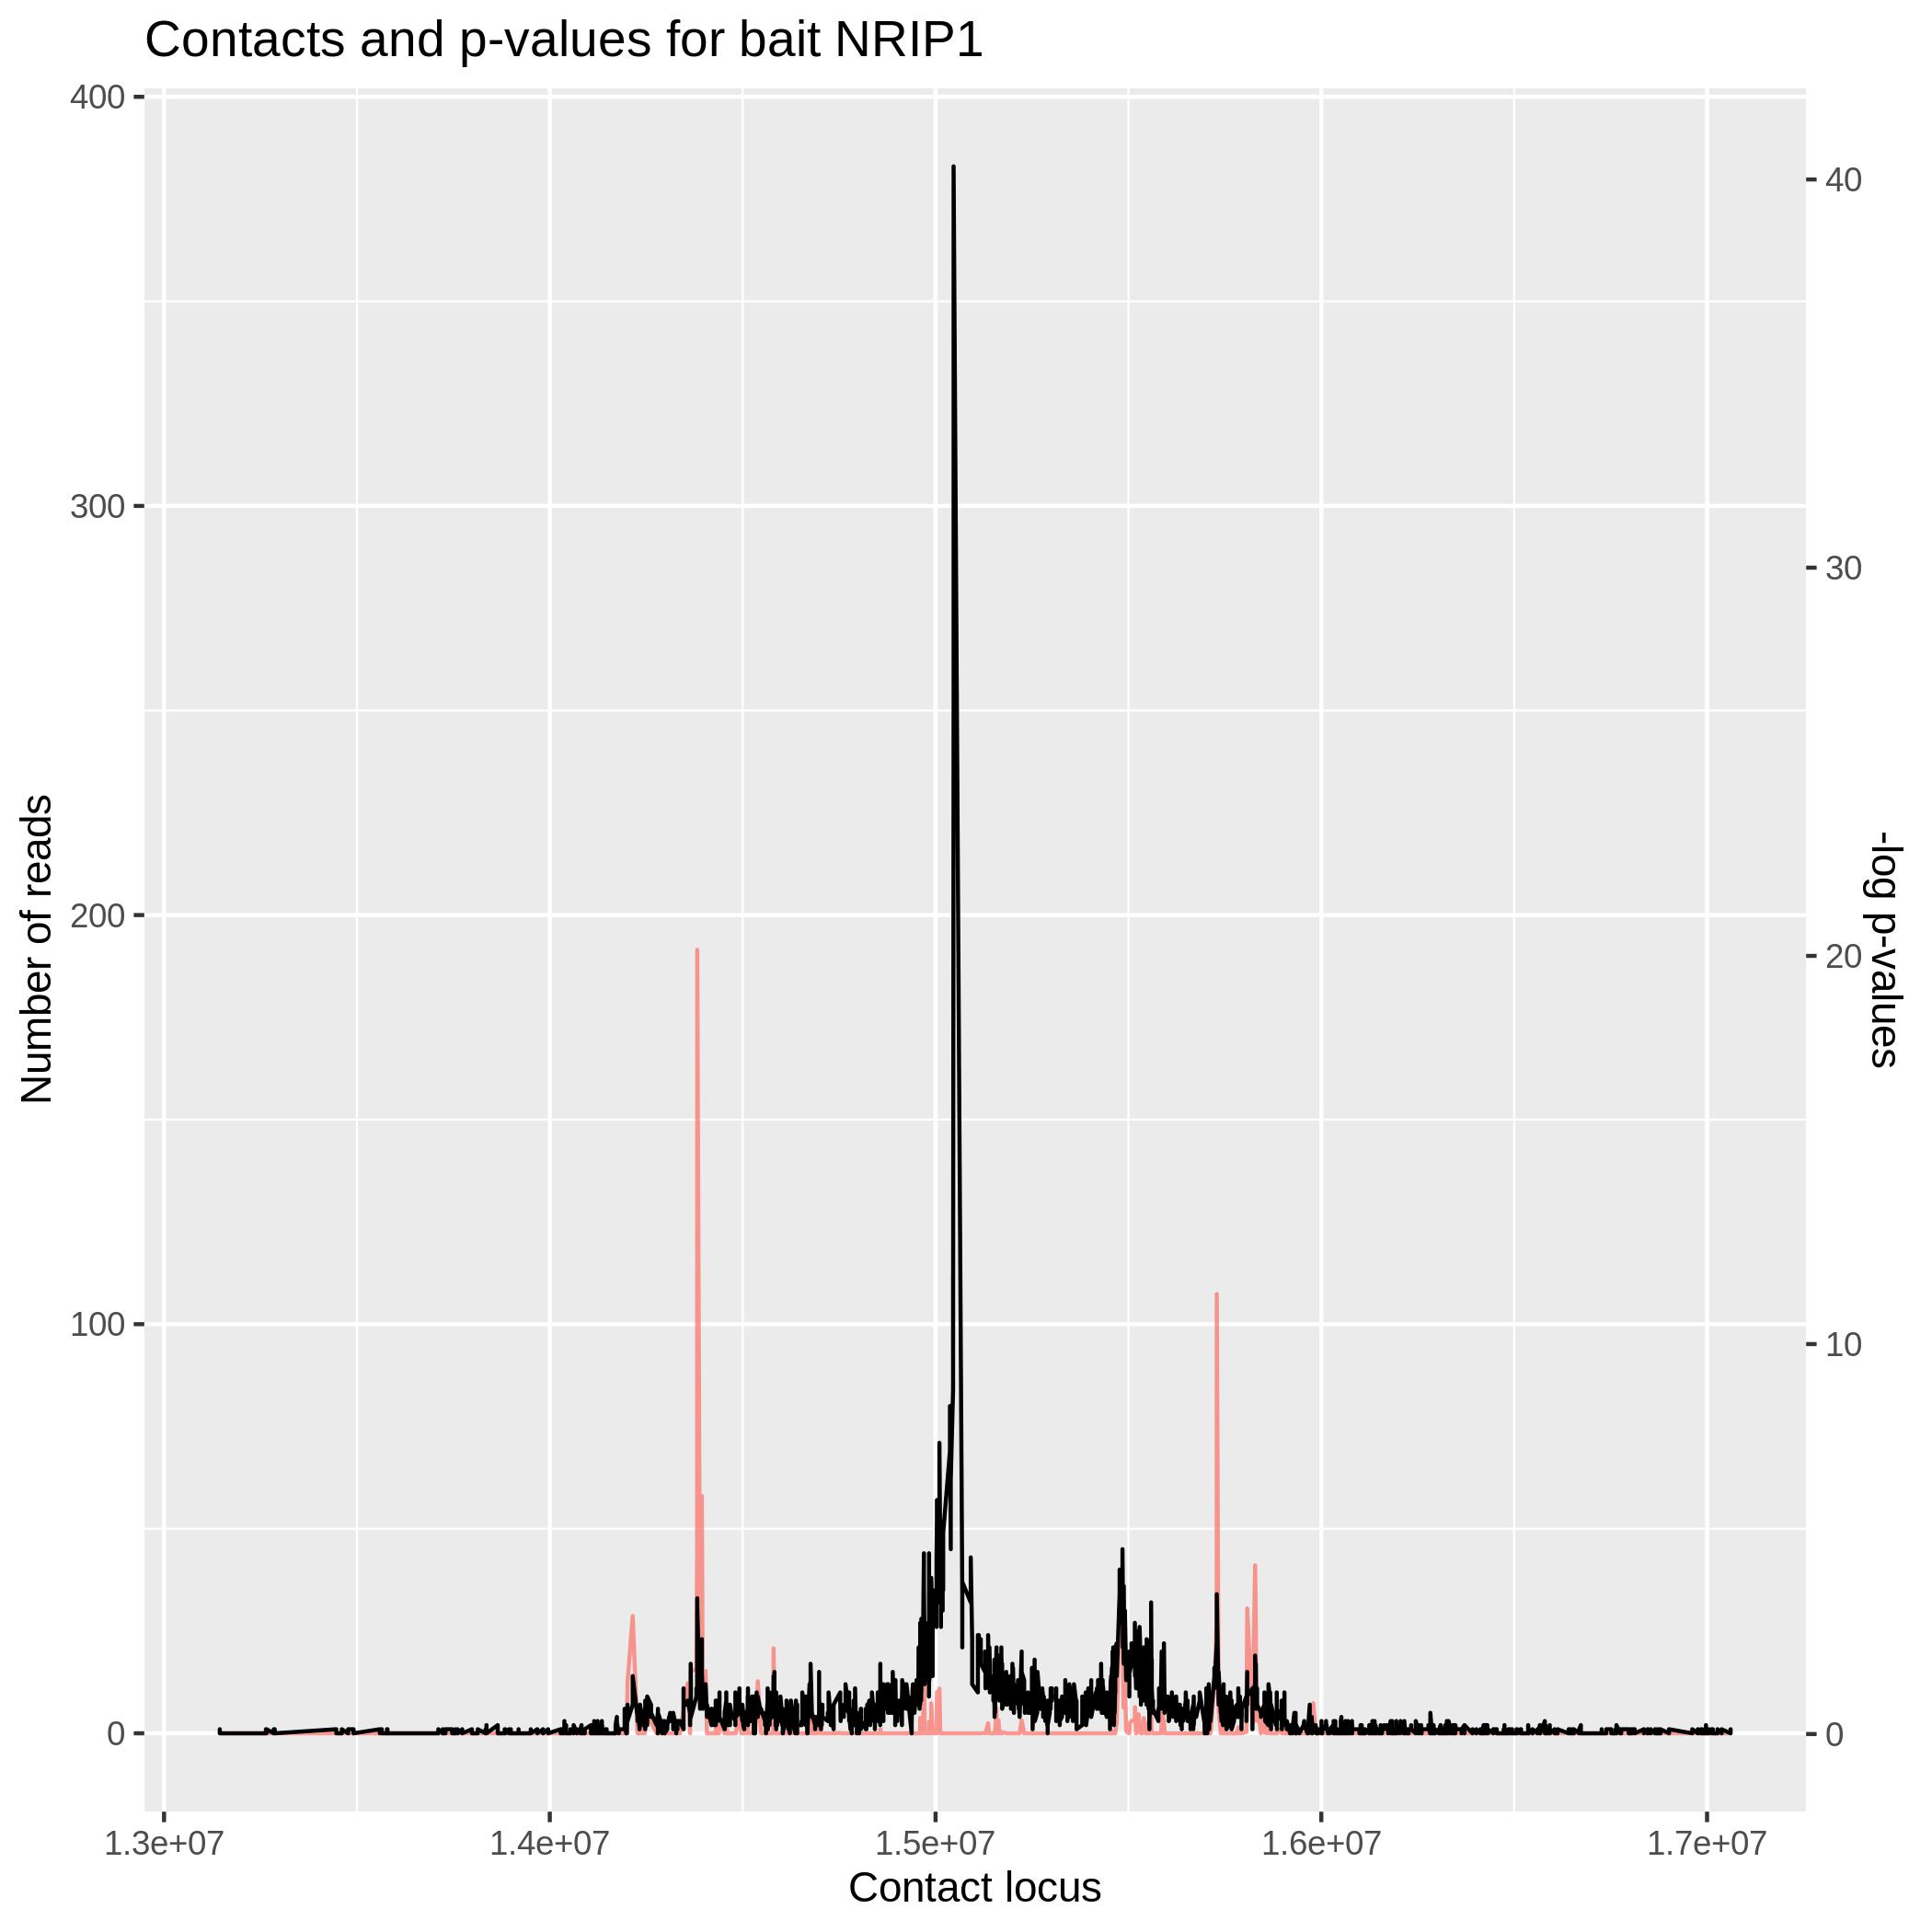 Contacts and p-values for bait NRIP1
400
300
200
100
0
Number of reads
40
30
20
10
0
-log p-values
1.3e+07
1.4e+07
1.5e+07
1.6e+07
1.7e+07
Contact locus